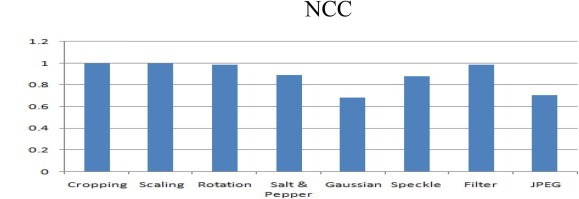 NCC
1.2
1
0.8
0.6
0.4
0.2
0
Cropping Scaling Rotation Salt & Gaussian Speckle Filter JPEG
Pepper